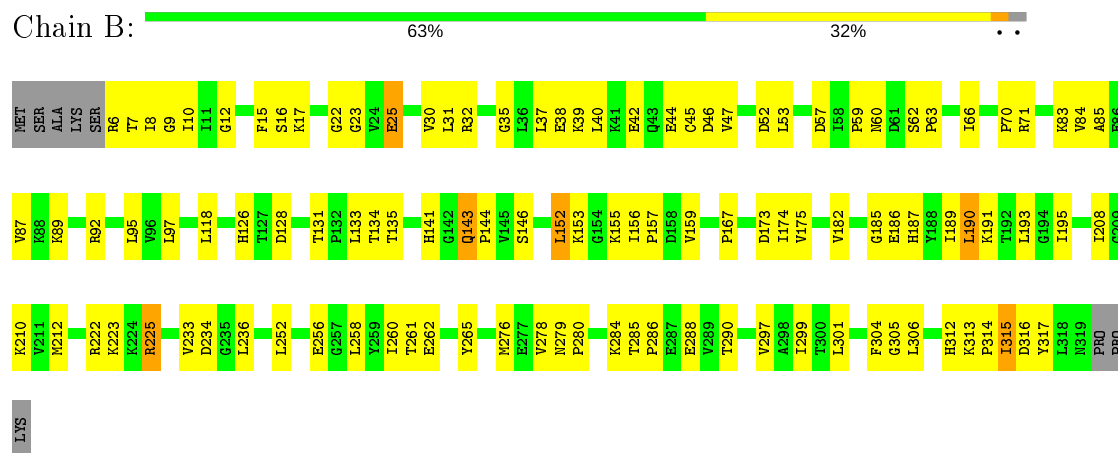 Chain B:
63% 32% • •
MET SER ALA LYS SER R6 T7 I8 G9 I10 I11 G12 F15 S16 K17 G22 G23 V24 E25 V30 L31 R32 G35 L36 L37 E38 K39 L40 K41 E42 Q43 E44 C45 D46 V47 D52 L53 D57 I58 P59 N60 D61 S62 P63 I66 P70 R71 K83 V84 A85 E86
V87 K88 K89 R92 L95 V96 L97 L118 H126 T127 D128 T131 P132 L133 T134 T135 H141 G142 Q143 P144 V145 S146 L152 K153 G154 K155 I156 P157 D158 V159 P167 D173 I174 V175 V182 G185 E186 H187 Y188 I189 L190 K191 T192 L193 G194 I195 I208 G209
K210 V211 M212 R222 K223 K224 R225 V233 D234 G235 L236 L252 E256 G257 L258 Y259 I260 T261 E262 Y265 M276 E277 V278 N279 P280 K284 T285 P286 E287 E288 V289 T290 V297 A298 I299 T300 L301 F304 G305 L306 H312 K313 P314 I315 D316 Y317 L318 N319 PRO PRO
LYS